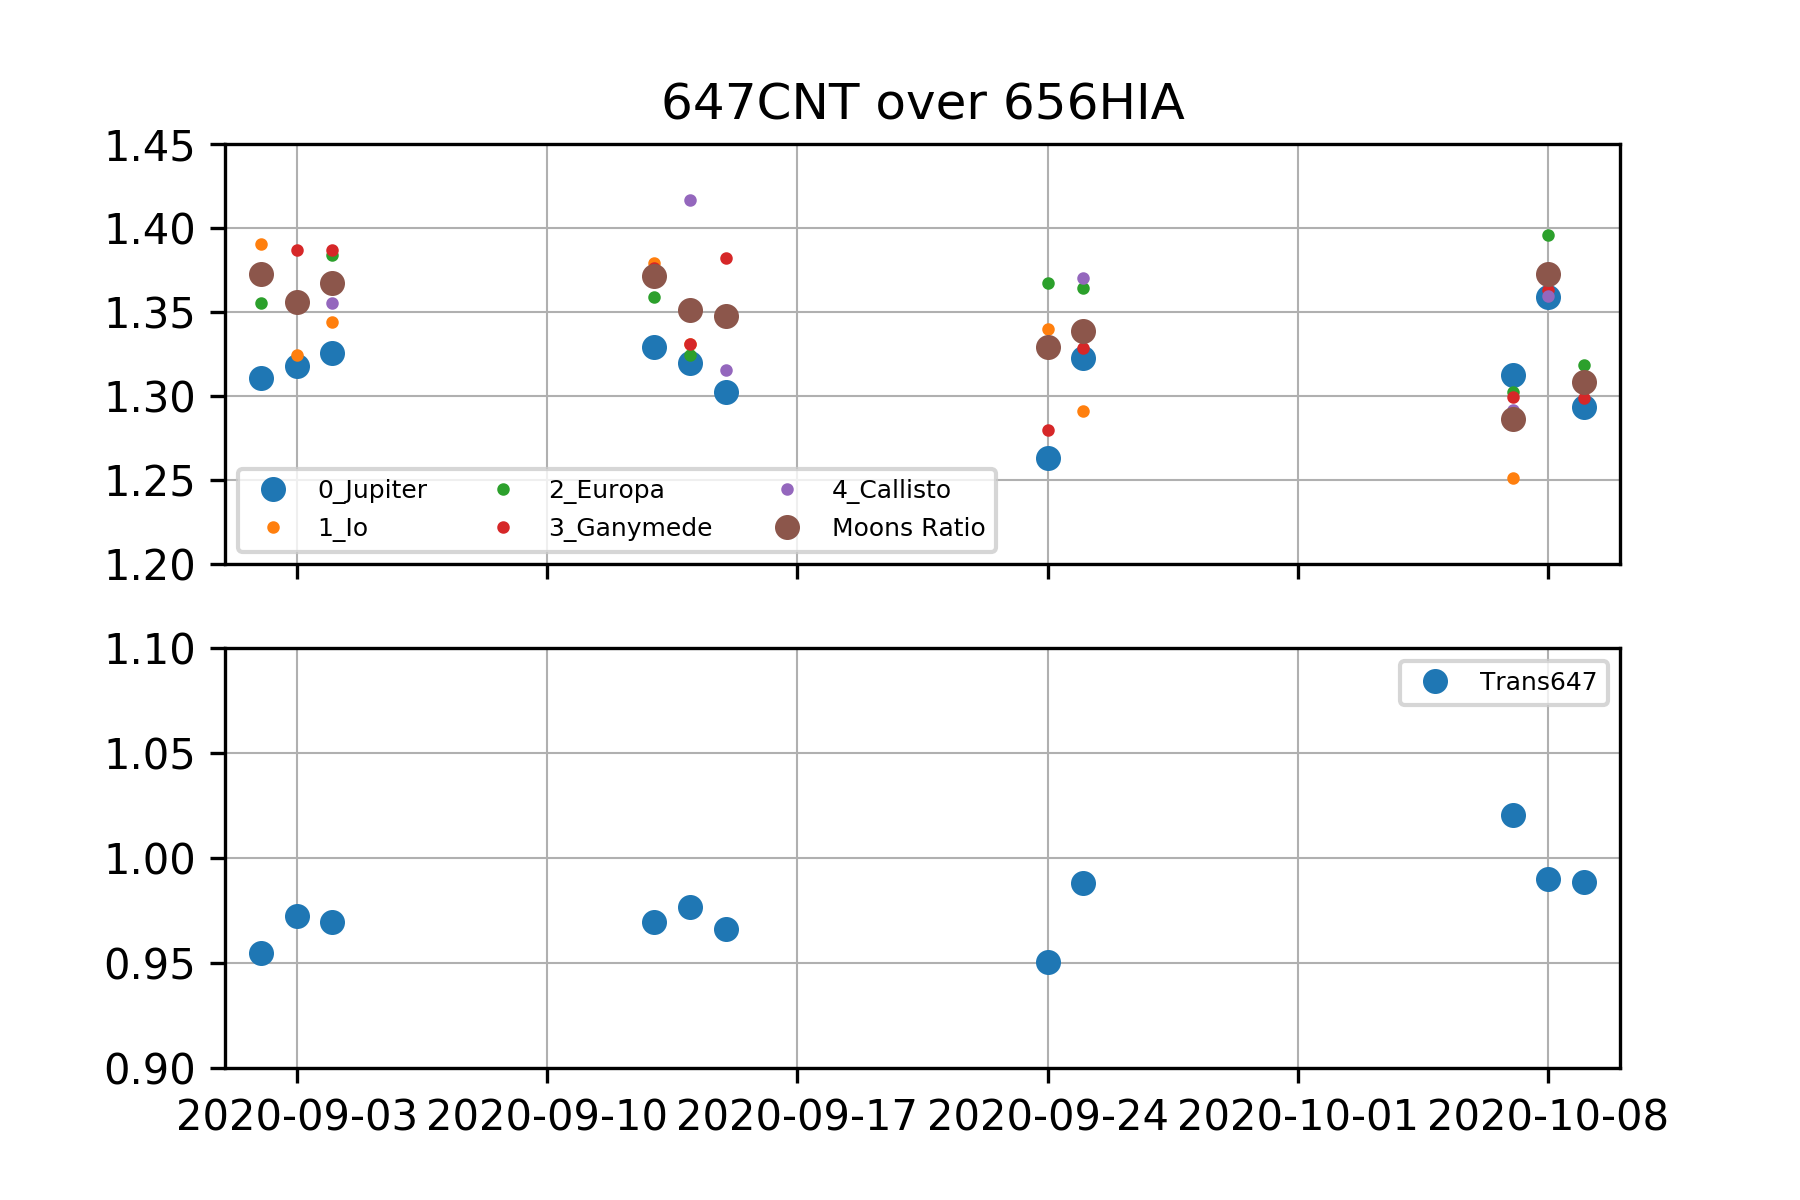 647CNT over 656HIA
1.45
1.40
1.35
1.30
1.25
1.20
0_Jupiter 2_Europa 4_Callisto
1_Io 3_Ganymede Moons Ratio
1.10
1.05
1.00
0.95
0.90
Trans647
2020-09-03 2020-09-10 2020-09-17 2020-09-24 2020-10-01 2020-10-08